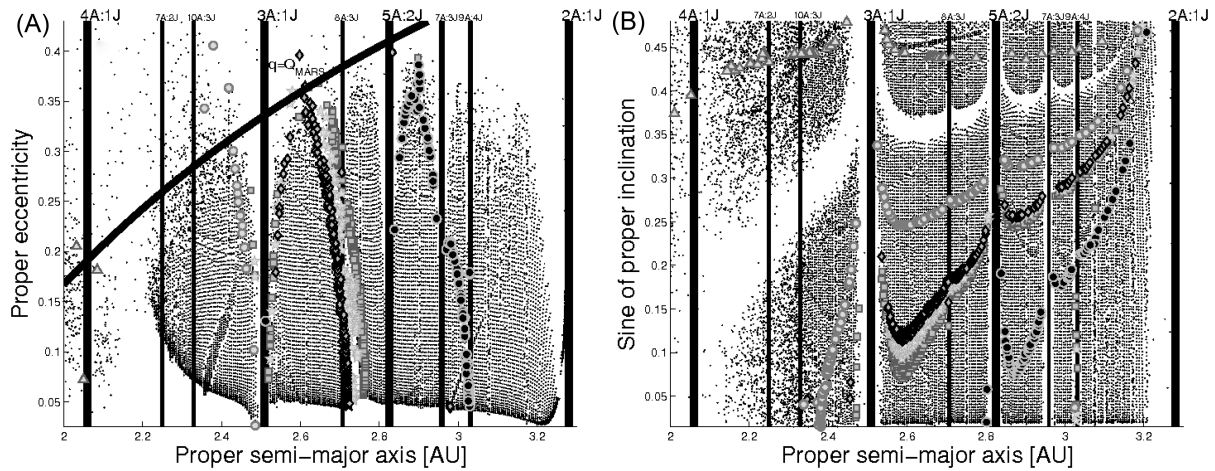 (A)
4A:1J
7A:2J
10A:3J
3A:1J
8A:3J
5A:2J
7A:3J
9A:4J
2A:1J
q=Q_MARS
0.4
0.35
0.3
0.25
0.2
0.15
0.1
0.05
Proper eccentricity
2
2.2
2.4
2.6
2.8
3
3.2
Proper semi−major axis [AU]
(B)
4A:1J
7A:2J
10A:3J
3A:1J
8A:3J
5A:2J
7A:3J
9A:4J
2A:1J
0.45
0.4
0.35
0.3
0.25
0.2
0.15
0.1
0.05
Sine of proper inclination
2
2.2
2.4
2.6
2.8
3
3.2
Proper semi−major axis [AU]